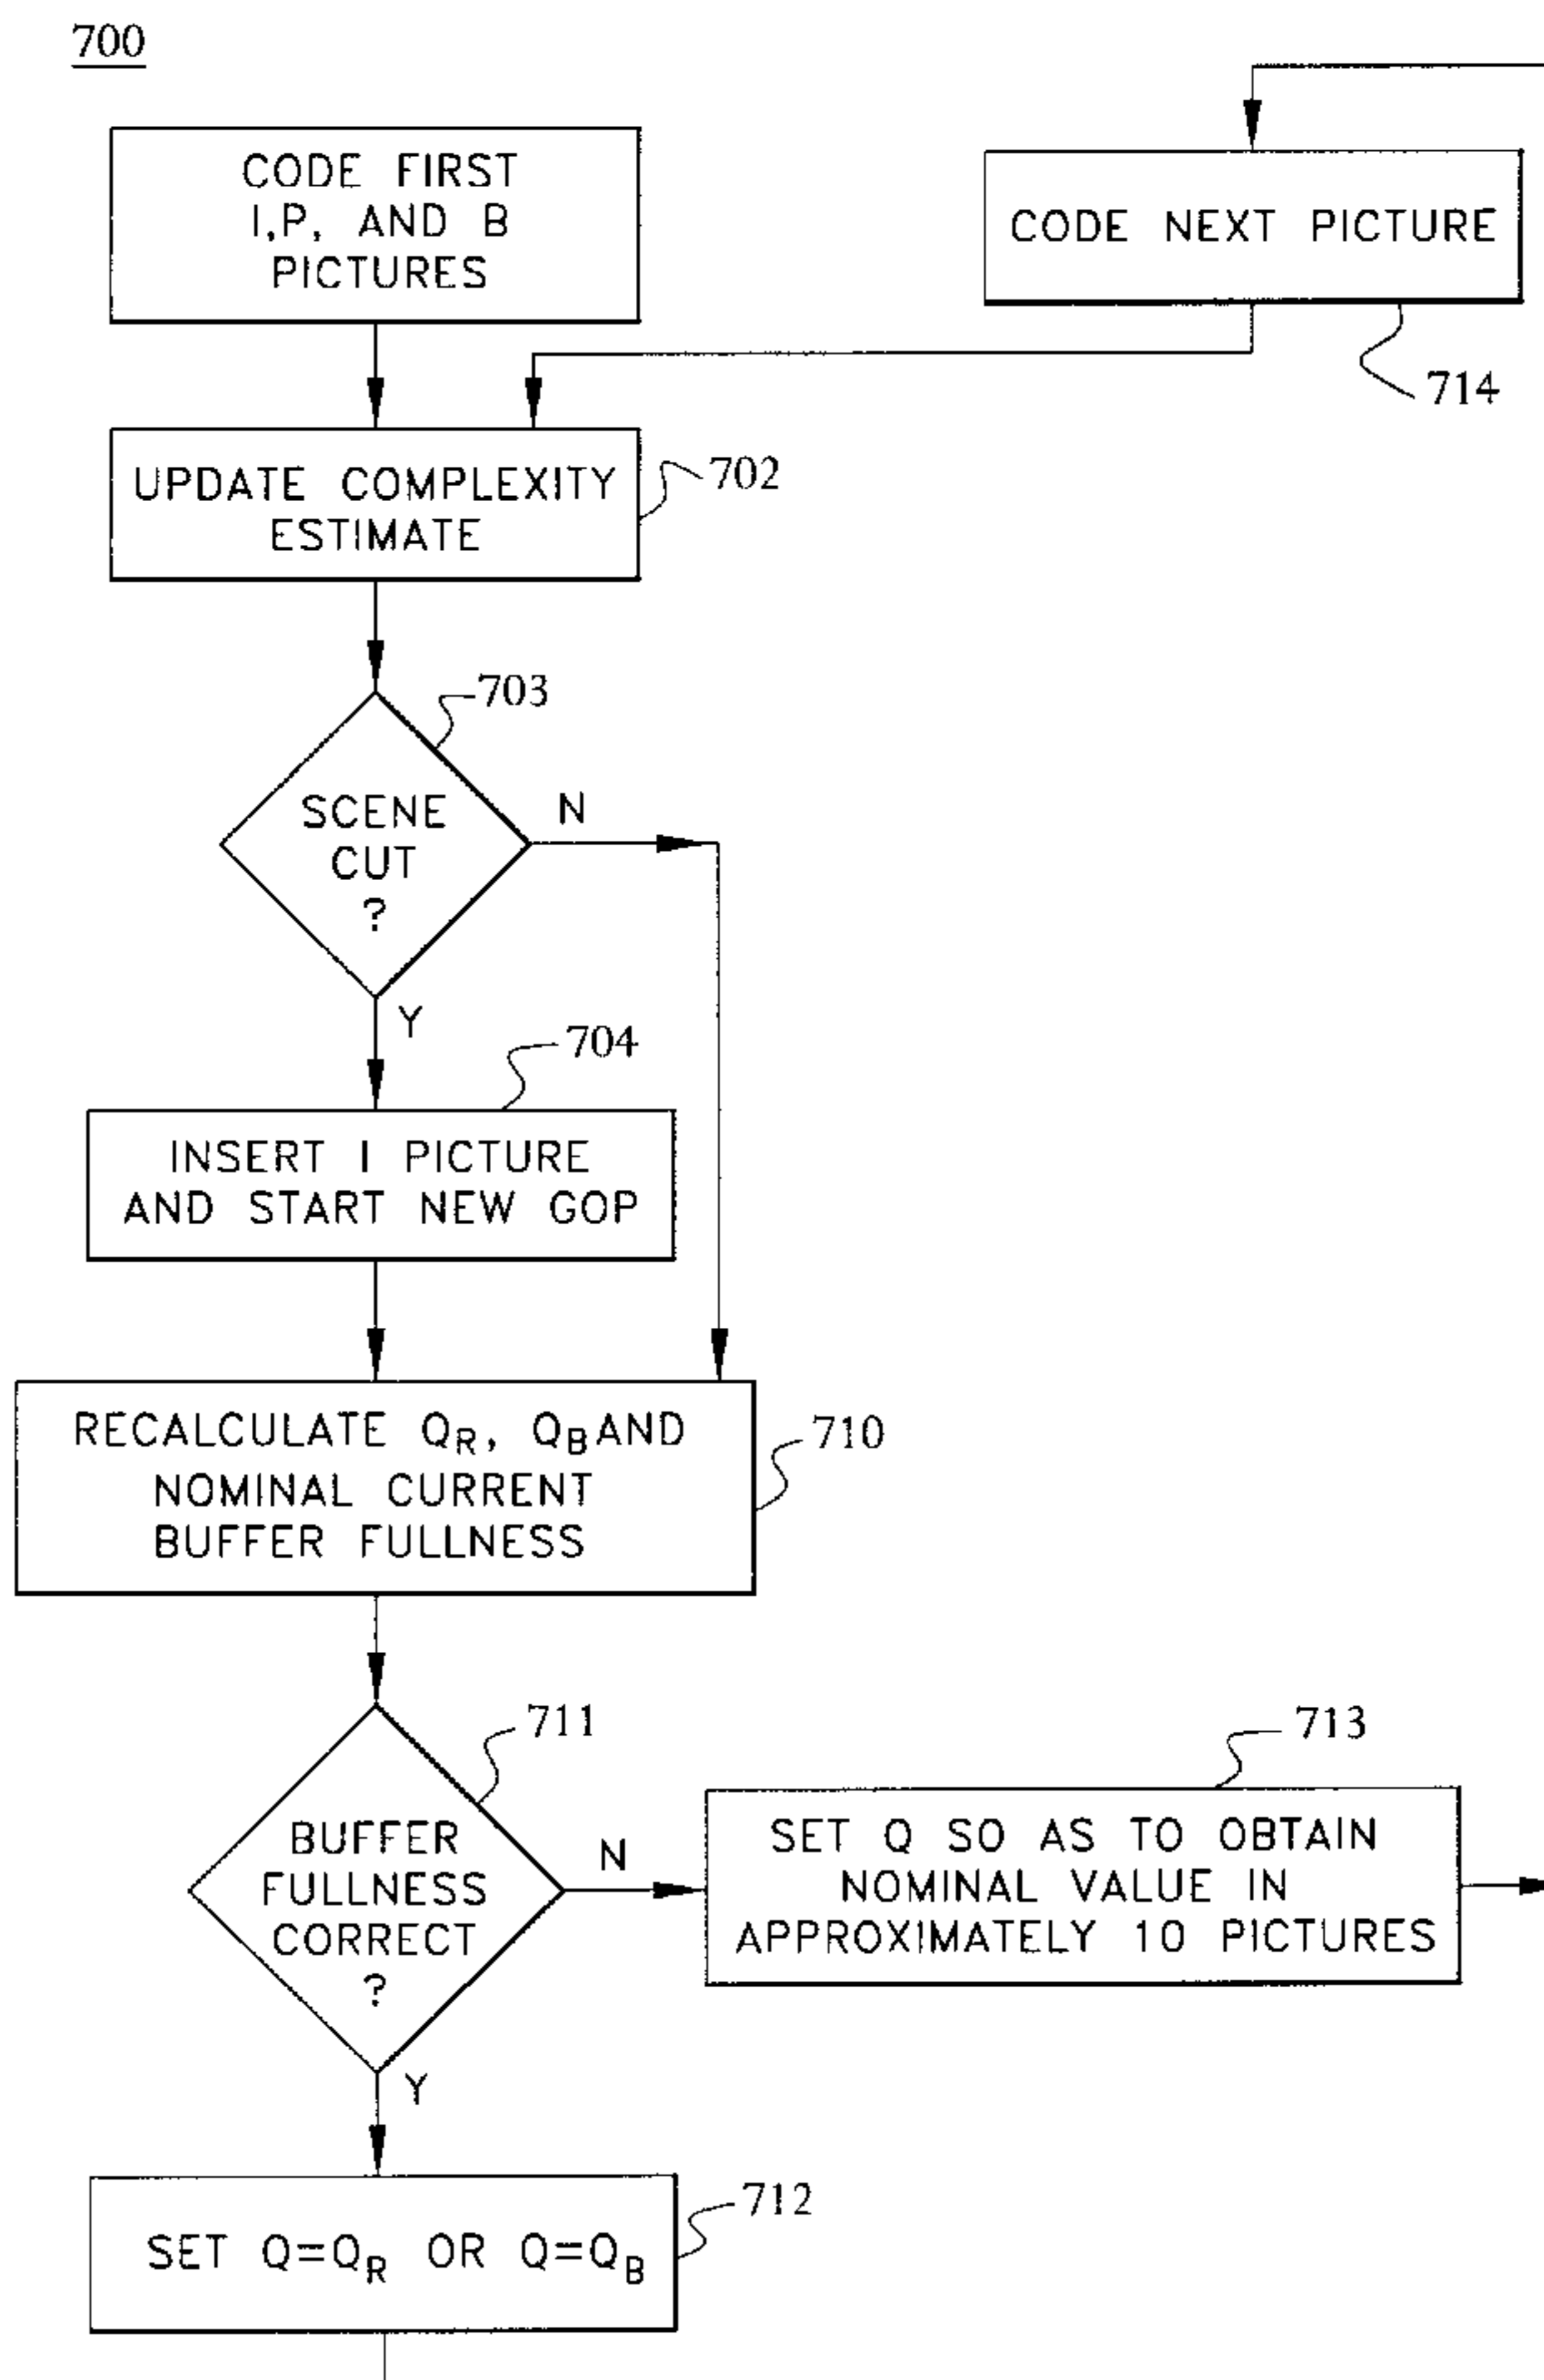 700
CODE FIRST
I,P, AND B
PICTURES
CODE NEXT PICTURE
714
UPDATE COMPLEXITY
ESTIMATE
702
703
SCENE
CUT
?
N
Y
704
INSERT I PICTURE
AND START NEW GOP
RECALCULATE QR, QB AND
NOMINAL CURRENT
BUFFER FULLNESS
710
711
BUFFER
FULLNESS
CORRECT
?
N
Y
713
SET Q SO AS TO OBTAIN
NOMINAL VALUE IN
APPROXIMATELY 10 PICTURES
712
SET Q=QR OR Q=QB